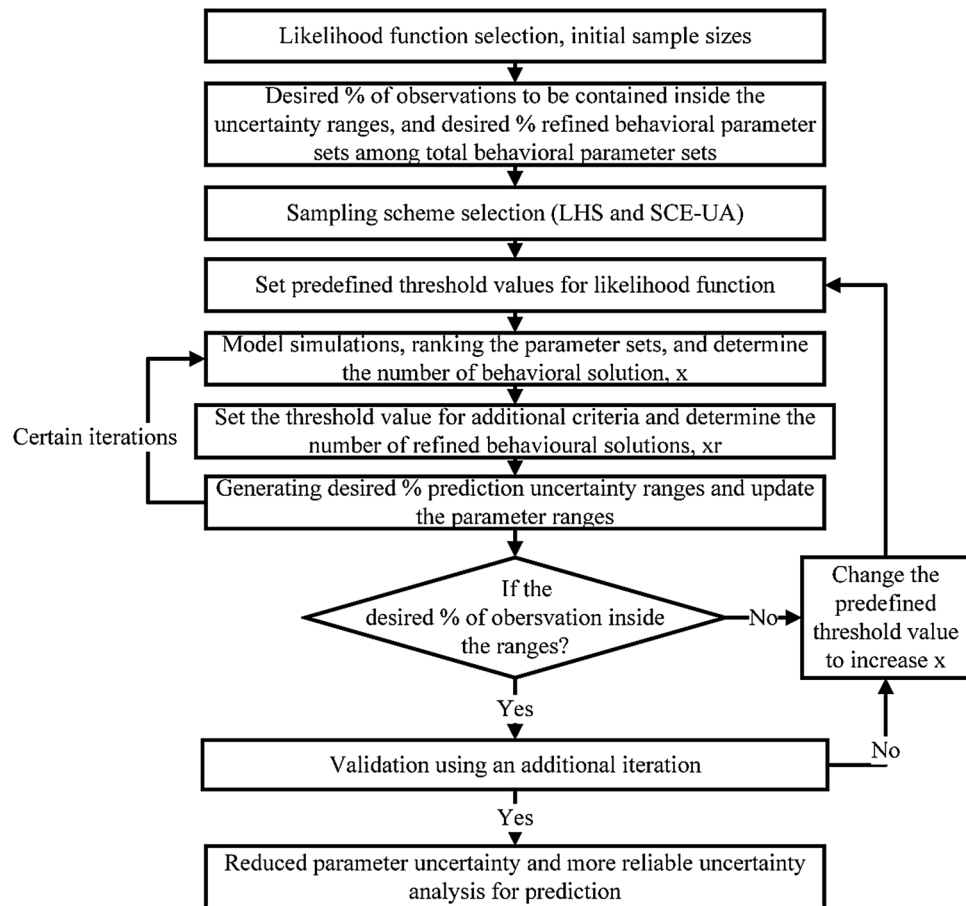 Likelihood function selection, initial sample sizes
Desired % of observations to be contained inside the
uncertainty ranges, and desired % refined behavioral parameter
sets among total behavioral parameter sets
Sampling scheme selection (LHS and SCE-UA)
Set predefined threshold values for likelihood function
Model simulations, ranking the parameter sets, and determine
the number of behavioral solution, x
Set the threshold value for additional criteria and determine the
number of refined behavioural solutions, xr
Certain iterations
Generating desired % prediction uncertainty ranges and update
the parameter ranges
If the
desired % of obersvation inside
the ranges?
No
Change the
predefined
threshold value
to increase x
Yes
Validation using an additional iteration
No
Yes
Reduced parameter uncertainty and more reliable uncertainty
analysis for prediction